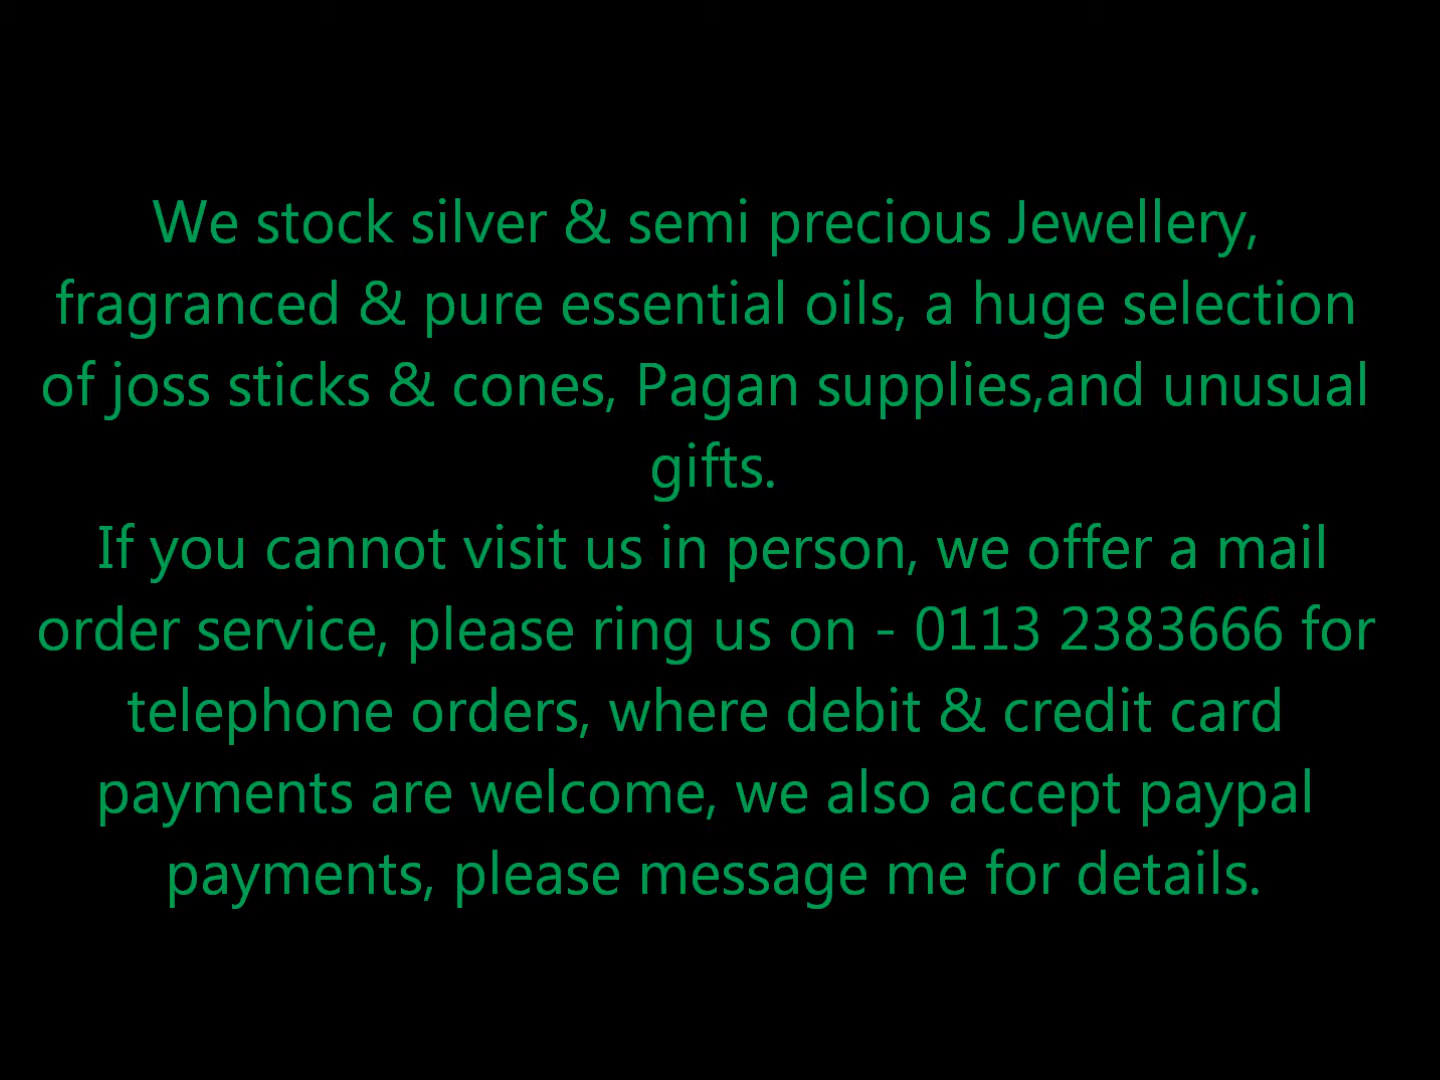 We stock silver & semi precious Jewellery,
fragranced & pure essential oils, a huge selection
of joss sticks & cones, Pagan supplies,and unusual
gifts.
If you cannot visit us in person, we offer a mail
order service, please ring us on - 0113 2383666 for
telephone orders, where debit & credit card
payments are welcome, we also accept paypal
payments, please message me for details.